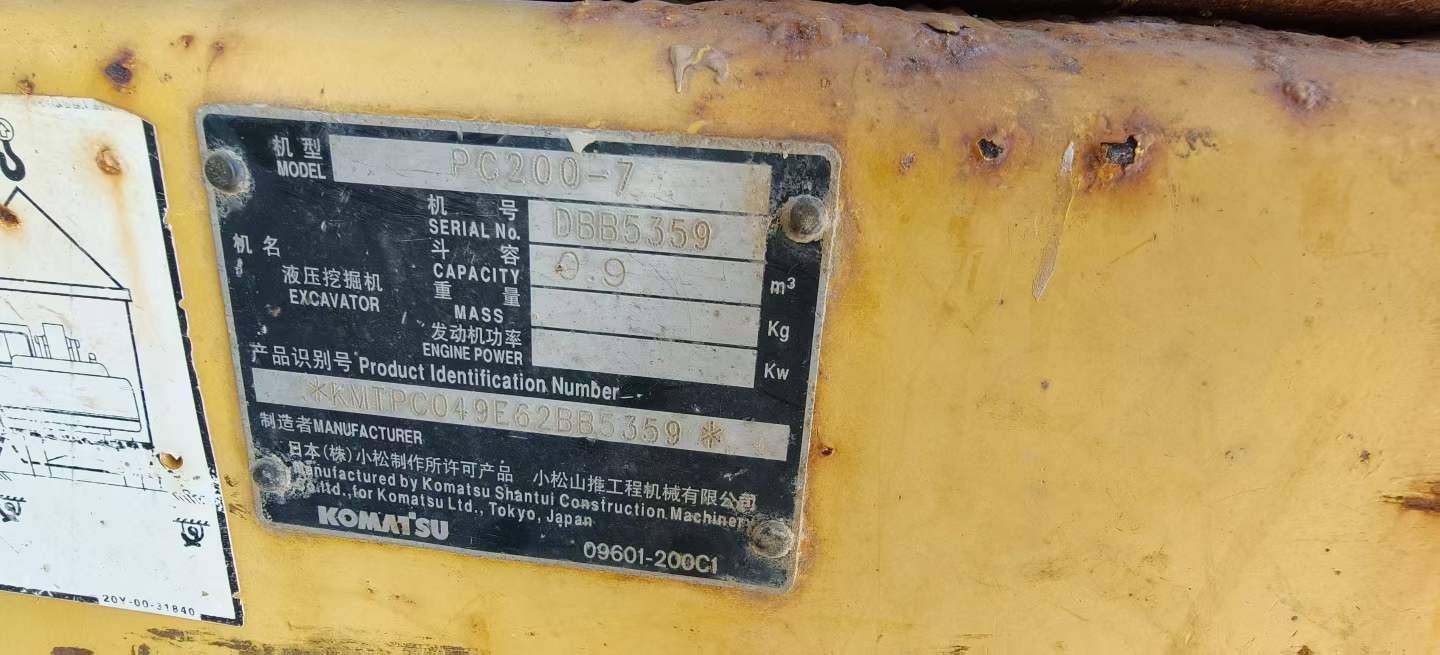 机型 PC200-7
MODEL
机号 DBB5359
SERIAL No.
机名
液压挖掘机
EXCAVATOR
斗容 0.9 m³
CAPACITY
重量 Kg
MASS
发动机功率 Kw
ENGINE POWER
产品识别号 Product Identification Number
*KMTPC049E62BB5359*
制造者MANUFACTURER
日本(株)小松制作所许可产品 小松山推工程机械有限公司
Manufactured by Komatsu Shantui Construction Machinery
Co.ltd.,for Komatsu Ltd., Tokyo, Japan
KOMATSU
09601-200C1
20Y-00-31840